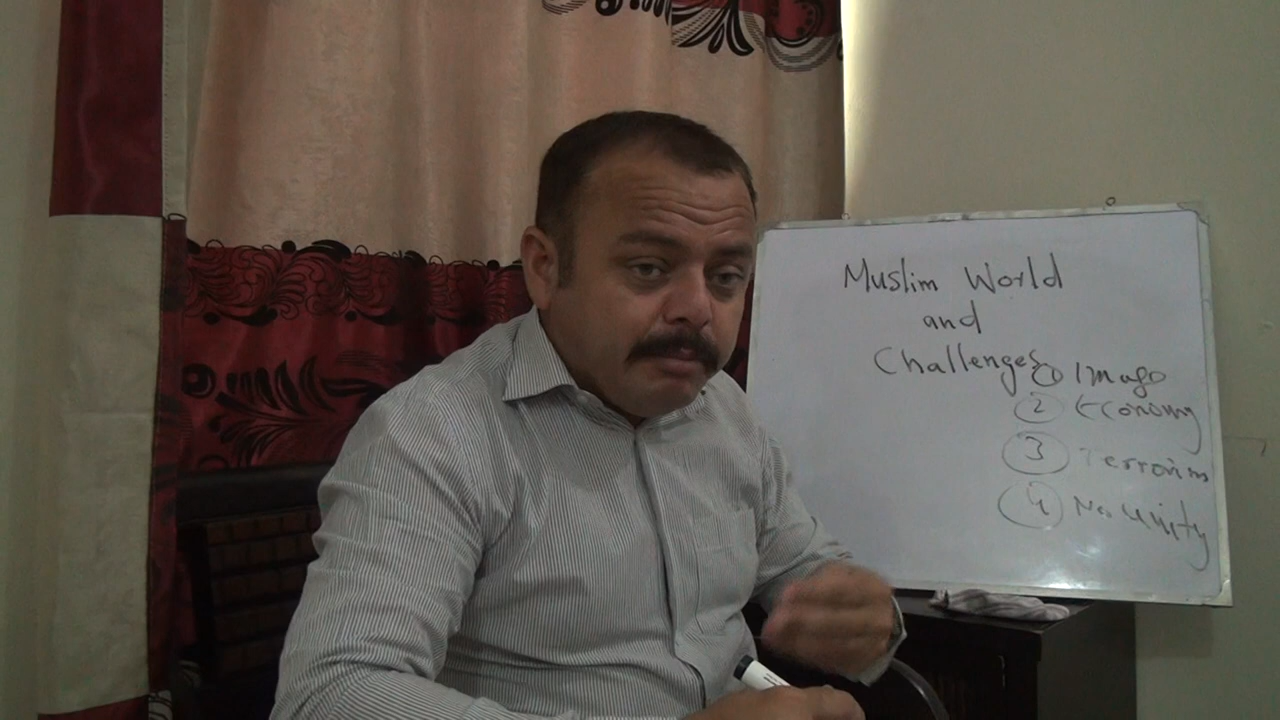 Muslim World
and
Challenges
1 Image
2 Economy
3 Terrorism
4 No Unity